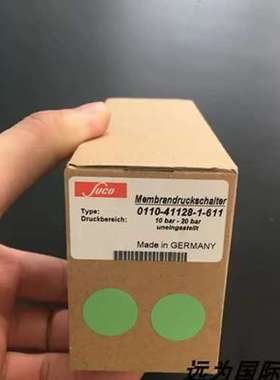 Suco
Membrandruckschalter
Type: 0110-41128-1-611
Druckbereich: 10 bar - 20 bar
uneingestellt
Made in GERMANY
远为国际